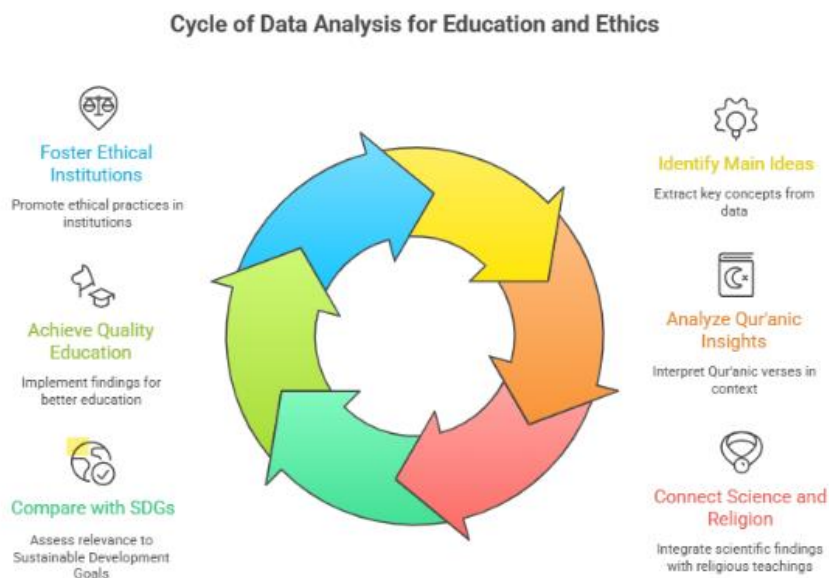 Cycle of Data Analysis for Education and Ethics
Foster Ethical
Institutions
Promote ethical practices in
institutions
Achieve Quality
Education
Implement findings for
better education
Compare with SDGs
Assess relevance to
Sustainable Development
Goals
Identify Main Ideas
Extract key concepts from
data
Analyze Qur'anic
Insights
Interpret Qur'anic verses in
context
Connect Science and
Religion
Integrate scientific findings
with religious teachings